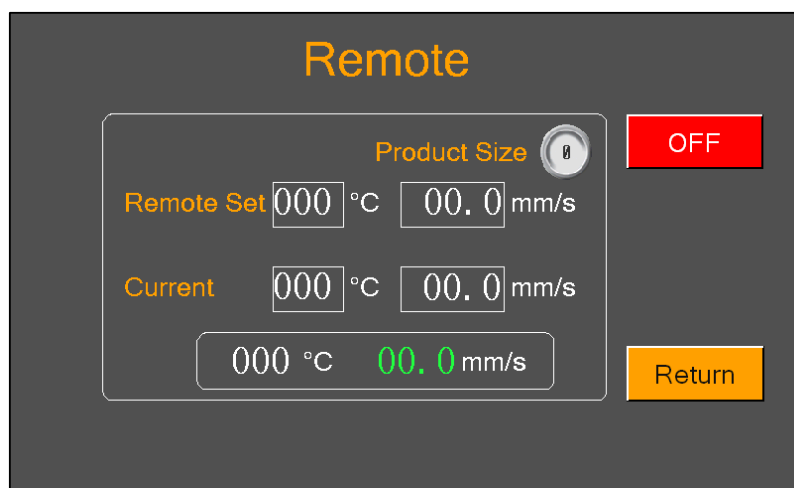 Remote
Product Size 0
OFF
Remote Set 000 °C 00.0 mm/s
Current 000 °C 00.0 mm/s
000 °C 00.0 mm/s
Return